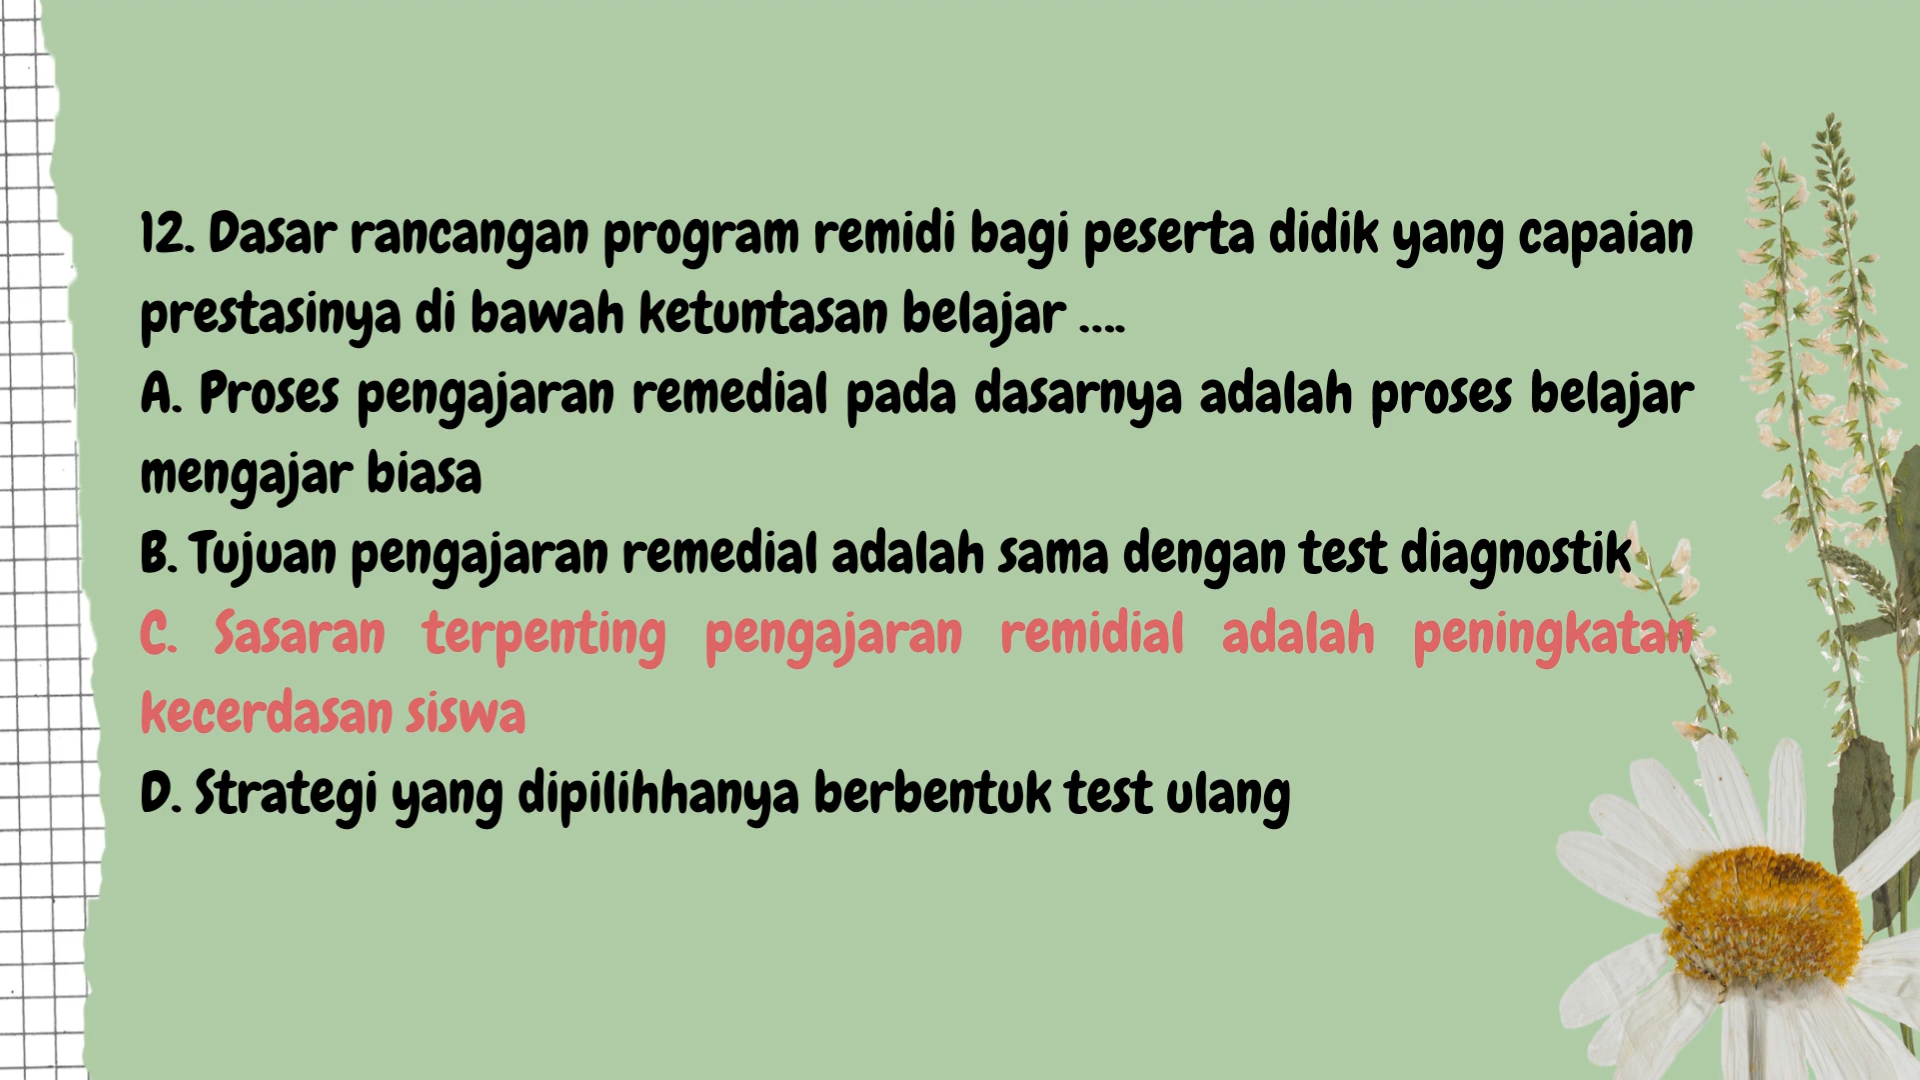 12. Dasar rancangan program remidi bagi peserta didik yang capaian
prestasinya di bawah ketuntasan belajar ....
A. Proses pengajaran remedial pada dasarnya adalah proses belajar
mengajar biasa
B. Tujuan pengajaran remedial adalah sama dengan test diagnostik
C. Sasaran terpenting pengajaran remidial adalah peningkatan
kecerdasan siswa
D. Strategi yang dipilihhanya berbentuk test ulang